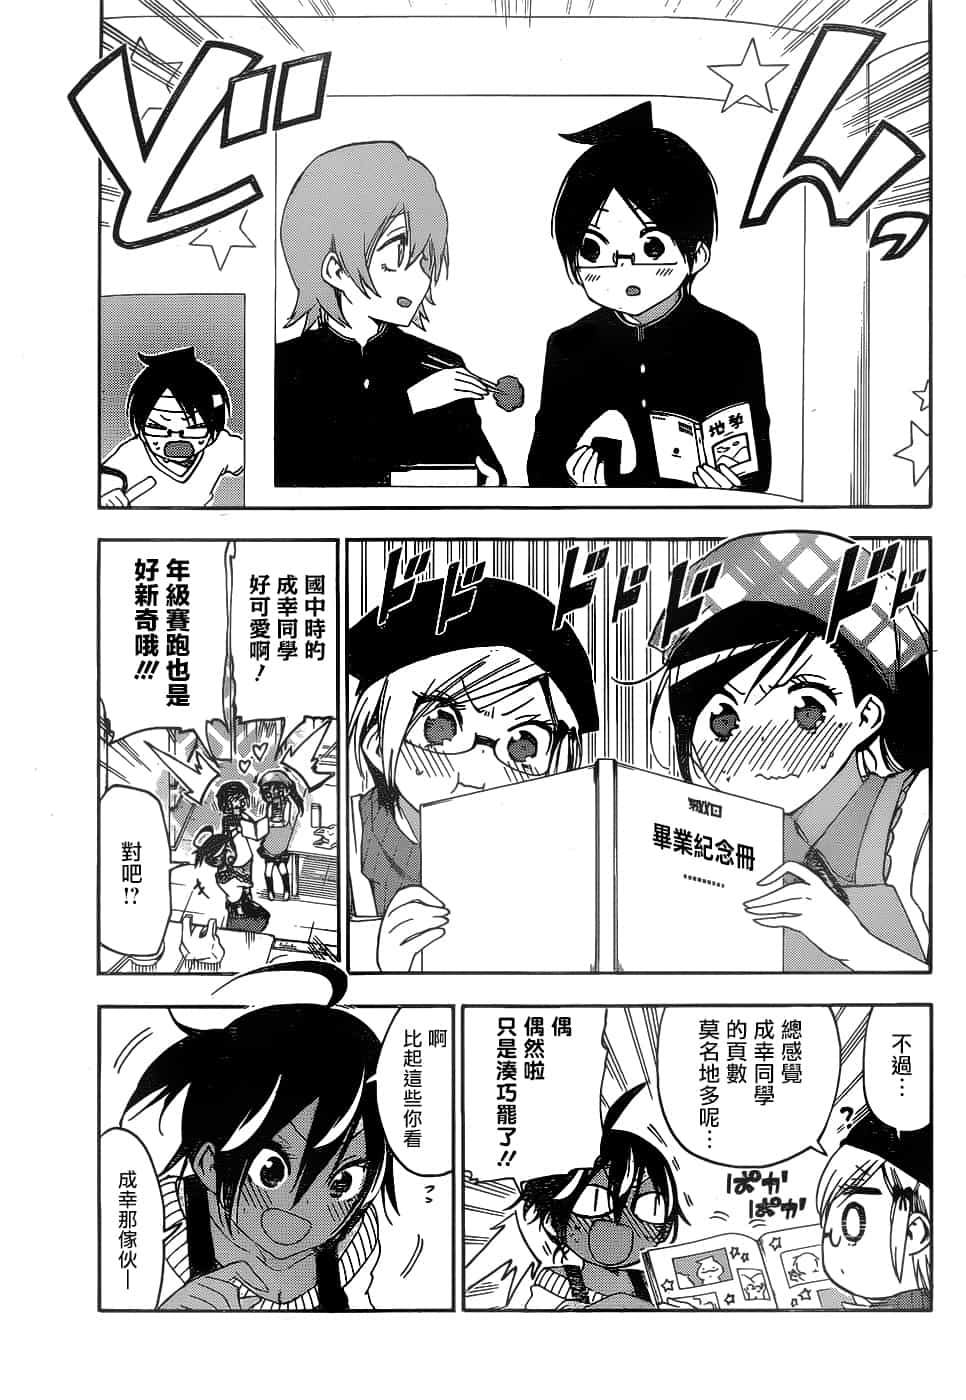 どーん
地學
ドドドド
畢業紀念冊
國中時的
成幸同學
好可愛啊!
年級賽跑也是
好新奇哦!!!
對吧!?
不過…
總感覺
成幸同學
的頁數
莫名地多呢…
?
ぱかぱか
偶
偶然啦
只是湊巧罷了!!
啊
比起這些你看
成幸那傢伙—